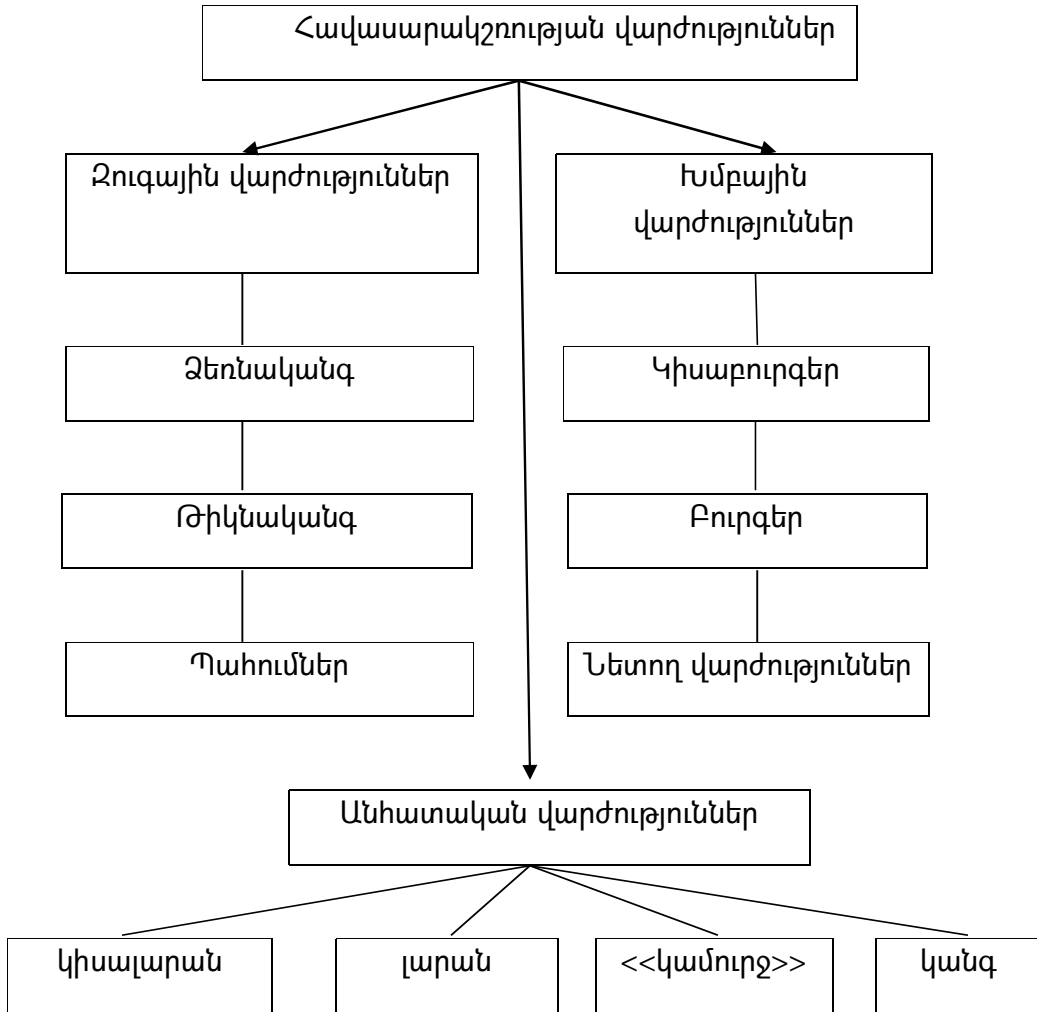 Հավասարակշռության վարժություններ
Զուգային վարժություններ
Խմբային
վարժություններ
Ձեռնականգ
Կիսաբուրգեր
Թիկնականգ
Բուրգեր
Պահումներ
Նետող վարժություններ
Անհատական վարժություններ
կիսալարան
լարան
<<կամուրջ>>
կանգ